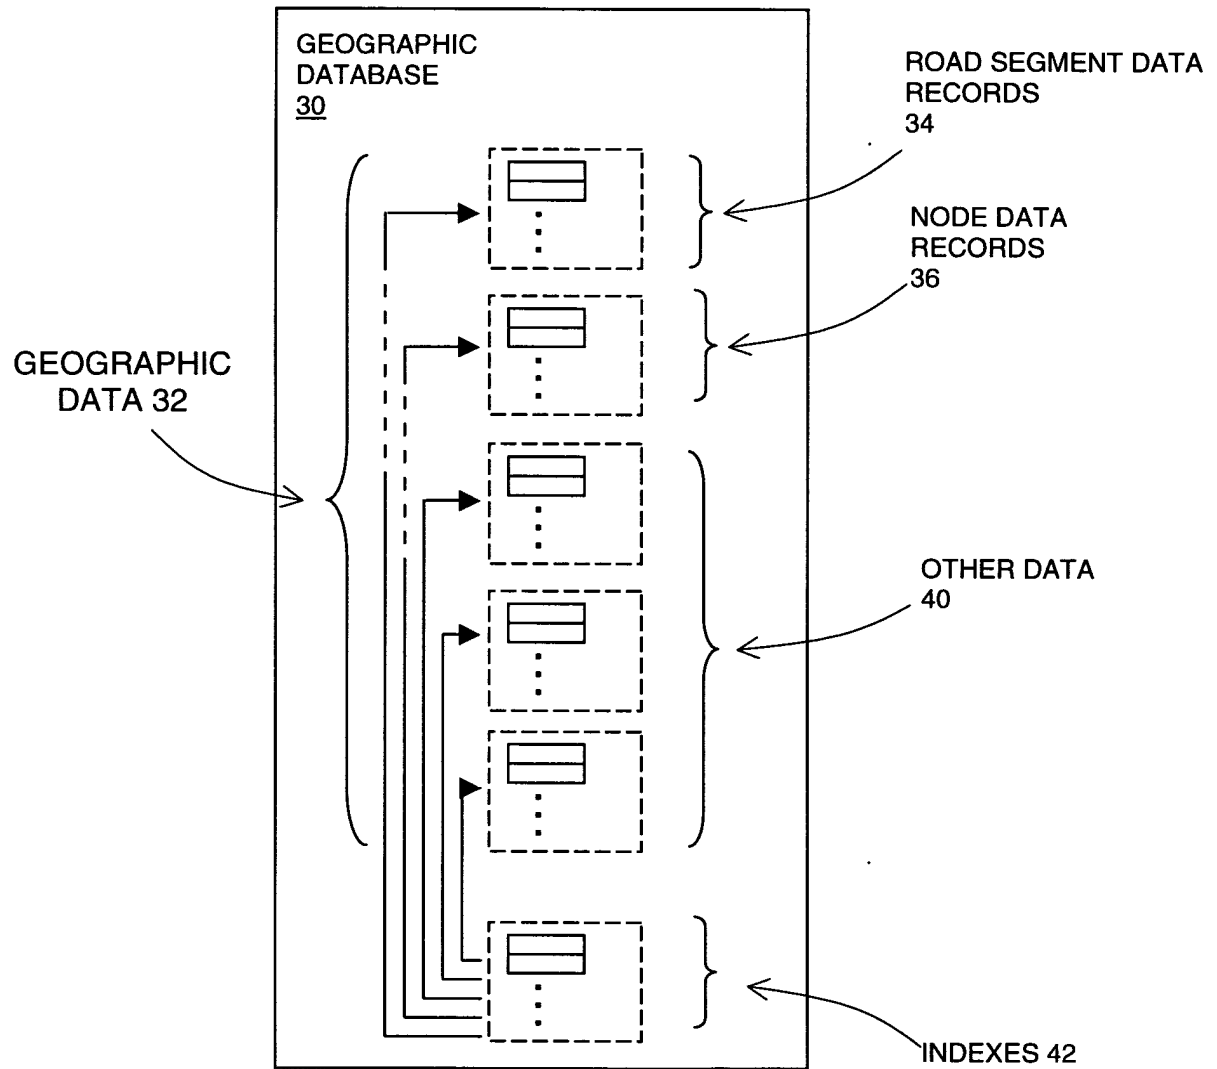 GEOGRAPHIC
DATABASE
30
ROAD SEGMENT DATA
RECORDS
34
NODE DATA
RECORDS
36
GEOGRAPHIC
DATA 32
OTHER DATA
40
INDEXES 42